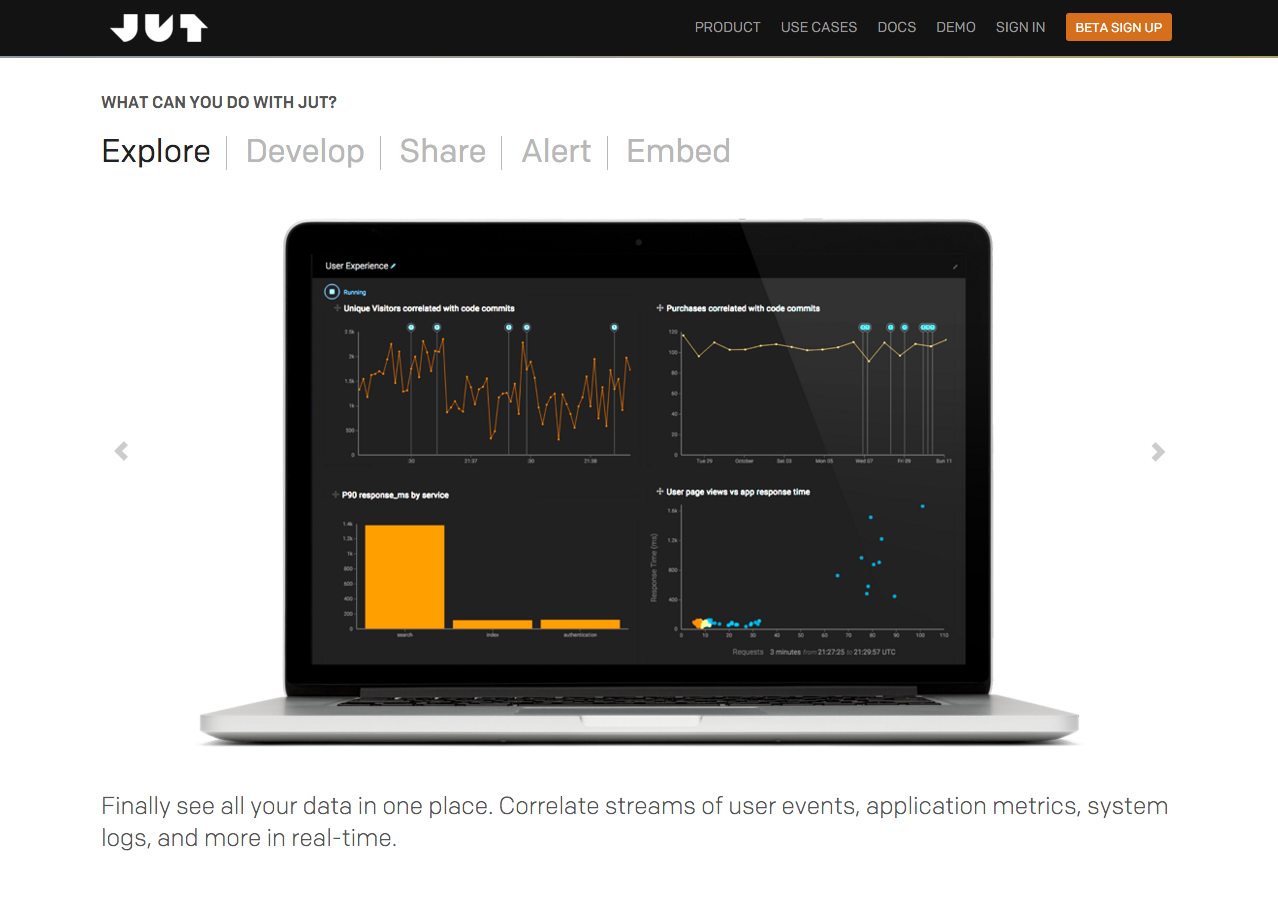 JUT
PRODUCT USE CASES DOCS DEMO SIGN IN BETA SIGN UP
WHAT CAN YOU DO WITH JUT?
Explore Develop Share Alert Embed
User Experience
Running
Unique Visitors correlated with code commits
2k
1.5k
1k
500
0
:30 21:37 :30 21:38
Purchases correlated with code commits
120
100
80
60
40
20
0
Tue 29 October Sat 03 Mon 05 Wed 07 Fri 09 Sun 11
P90 response_ms by service
1.4k
1.2k
1k
800
600
400
200
0
search index authentication
User page views vs app response time
Response Time (ms)
1.6k
1.2k
800
400
0
0 10 20 30 40 50 60 70 80 90 100 110
Requests 3 minutes from 21:27:25 to 21:29:57 UTC
Finally see all your data in one place. Correlate streams of user events, application metrics, system
logs, and more in real-time.